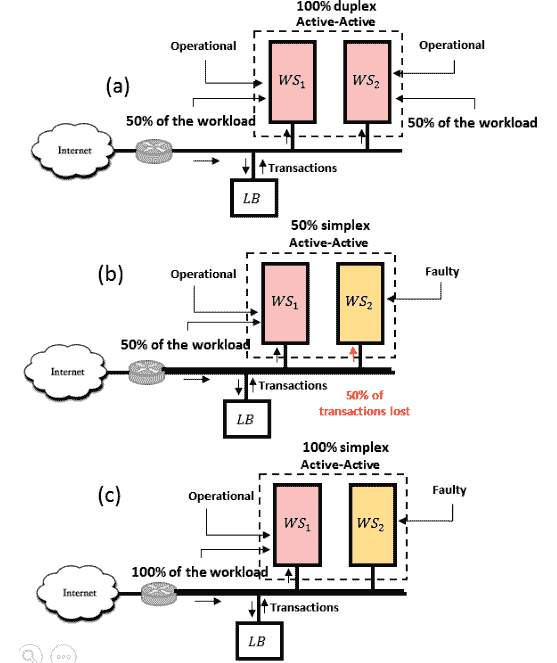 100% duplex
Active-Active
Operational
Operational
(a)
WS1
WS2
50% of the workload
50% of the workload
Internet
Transactions
LB
50% simplex
Active-Active
(b)
Operational
Faulty
WS1
WS2
50% of the workload
Internet
Transactions
50% of
transactions lost
LB
100% simplex
Active-Active
(c)
Operational
Faulty
WS1
WS2
100% of the workload
Internet
Transactions
LB